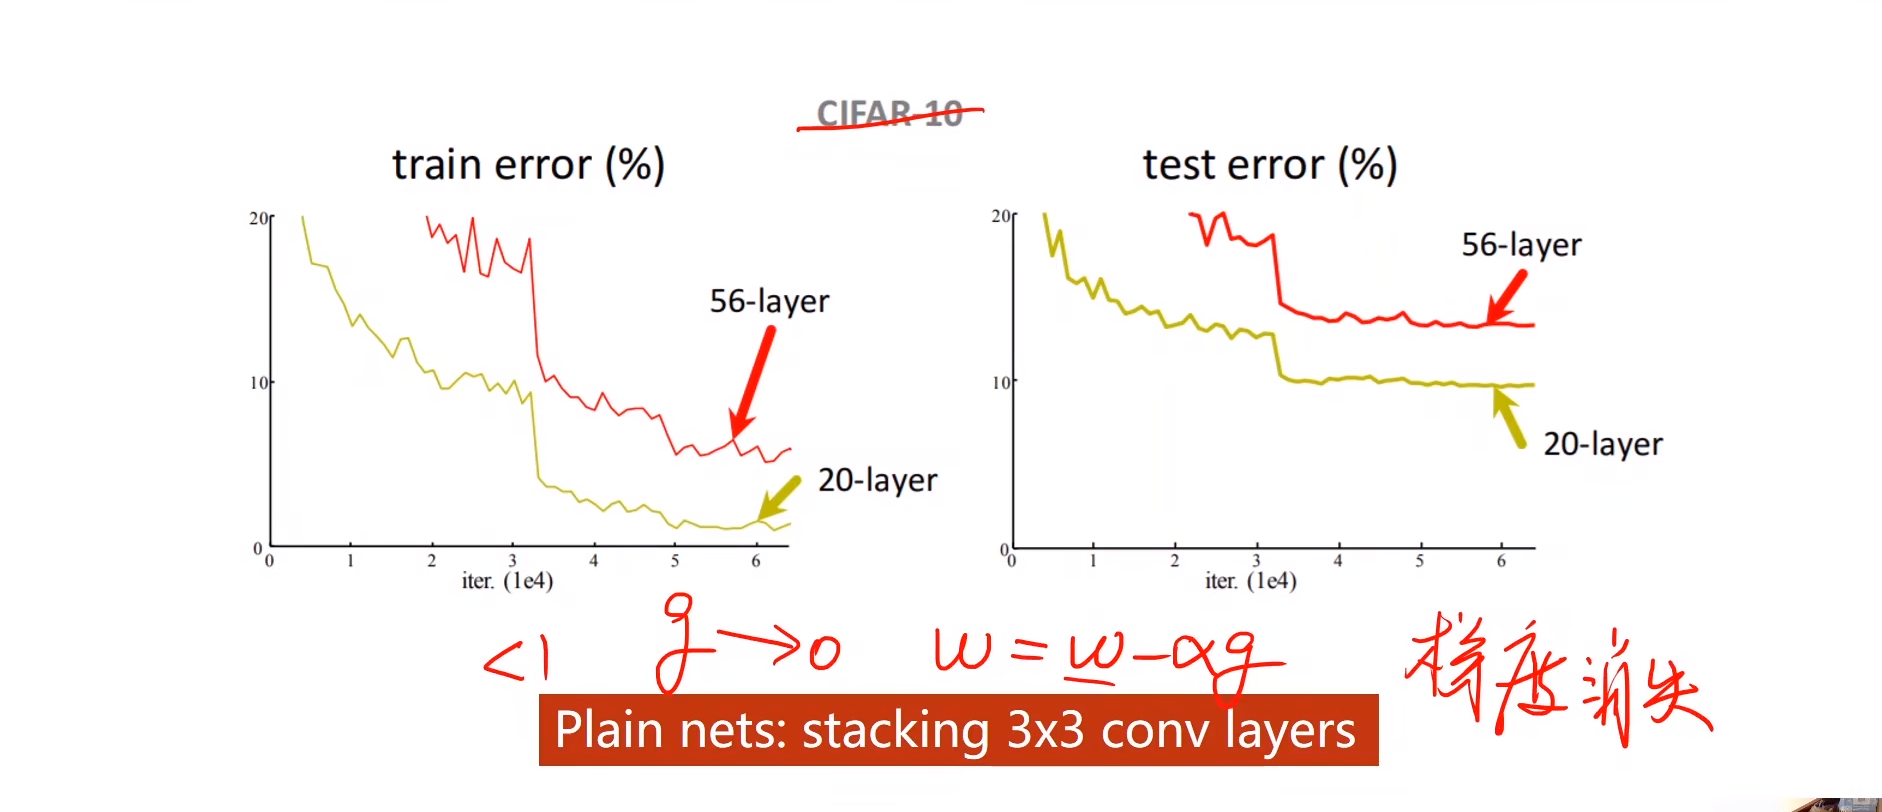 CIFAR-10
train error (%)
test error (%)
20
10
0
0 1 2 3 4 5 6
iter. (1e4)
56-layer
20-layer
20
10
0
0 1 2 3 4 5 6
iter. (1e4)
56-layer
20-layer
<1 g→0 w=w-αg 梯度消失
Plain nets: stacking 3x3 conv layers